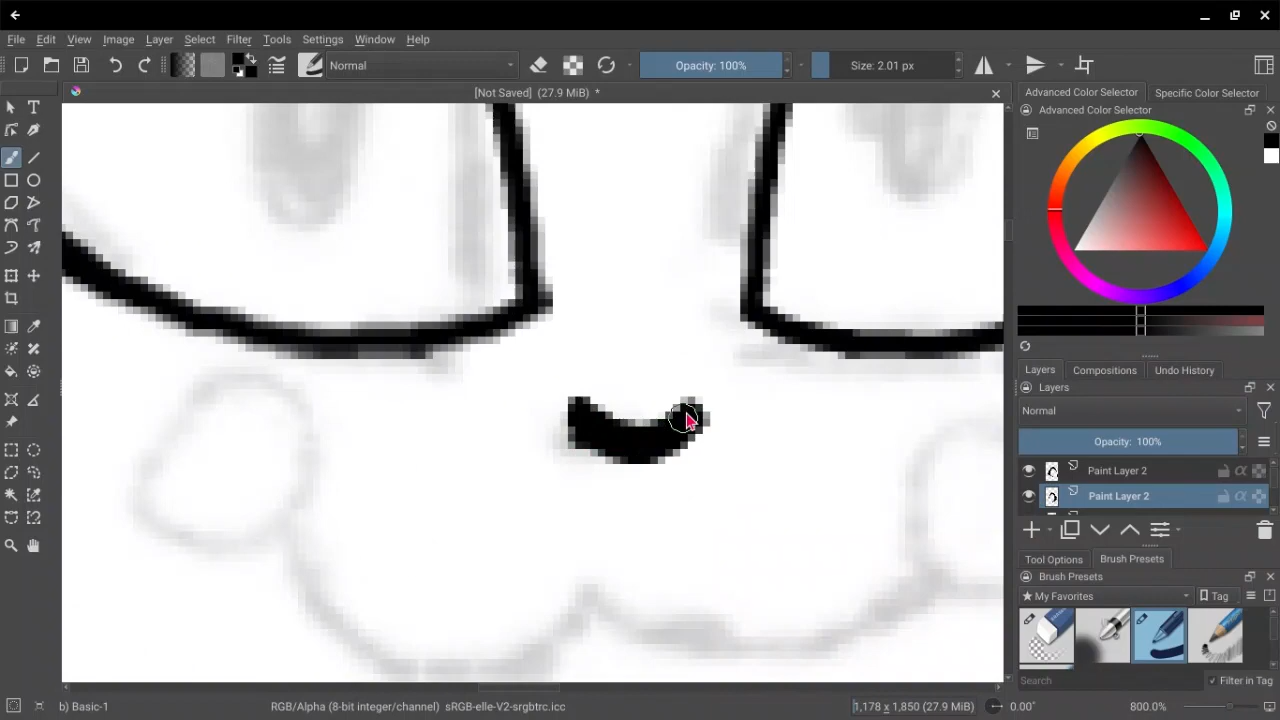 File Edit View Image Layer Select Filter Tools Settings Window Help
Normal Opacity: 100% Size: 2.01 px
[Not Saved] (27.9 MiB) *
Advanced Color Selector Specific Color Selector
Advanced Color Selector
Layers Compositions Undo History
Layers
Normal
Opacity: 100%
Paint Layer 2
Paint Layer 2
Tool Options Brush Presets
Brush Presets
★ My Favorites Tag
Search Filter in Tag
b) Basic-1 RGB/Alpha (8-bit integer/channel) sRGB-elle-V2-srgbtrc.icc 1,178 x 1,850 (27.9 MiB) 0.00° 800.0%